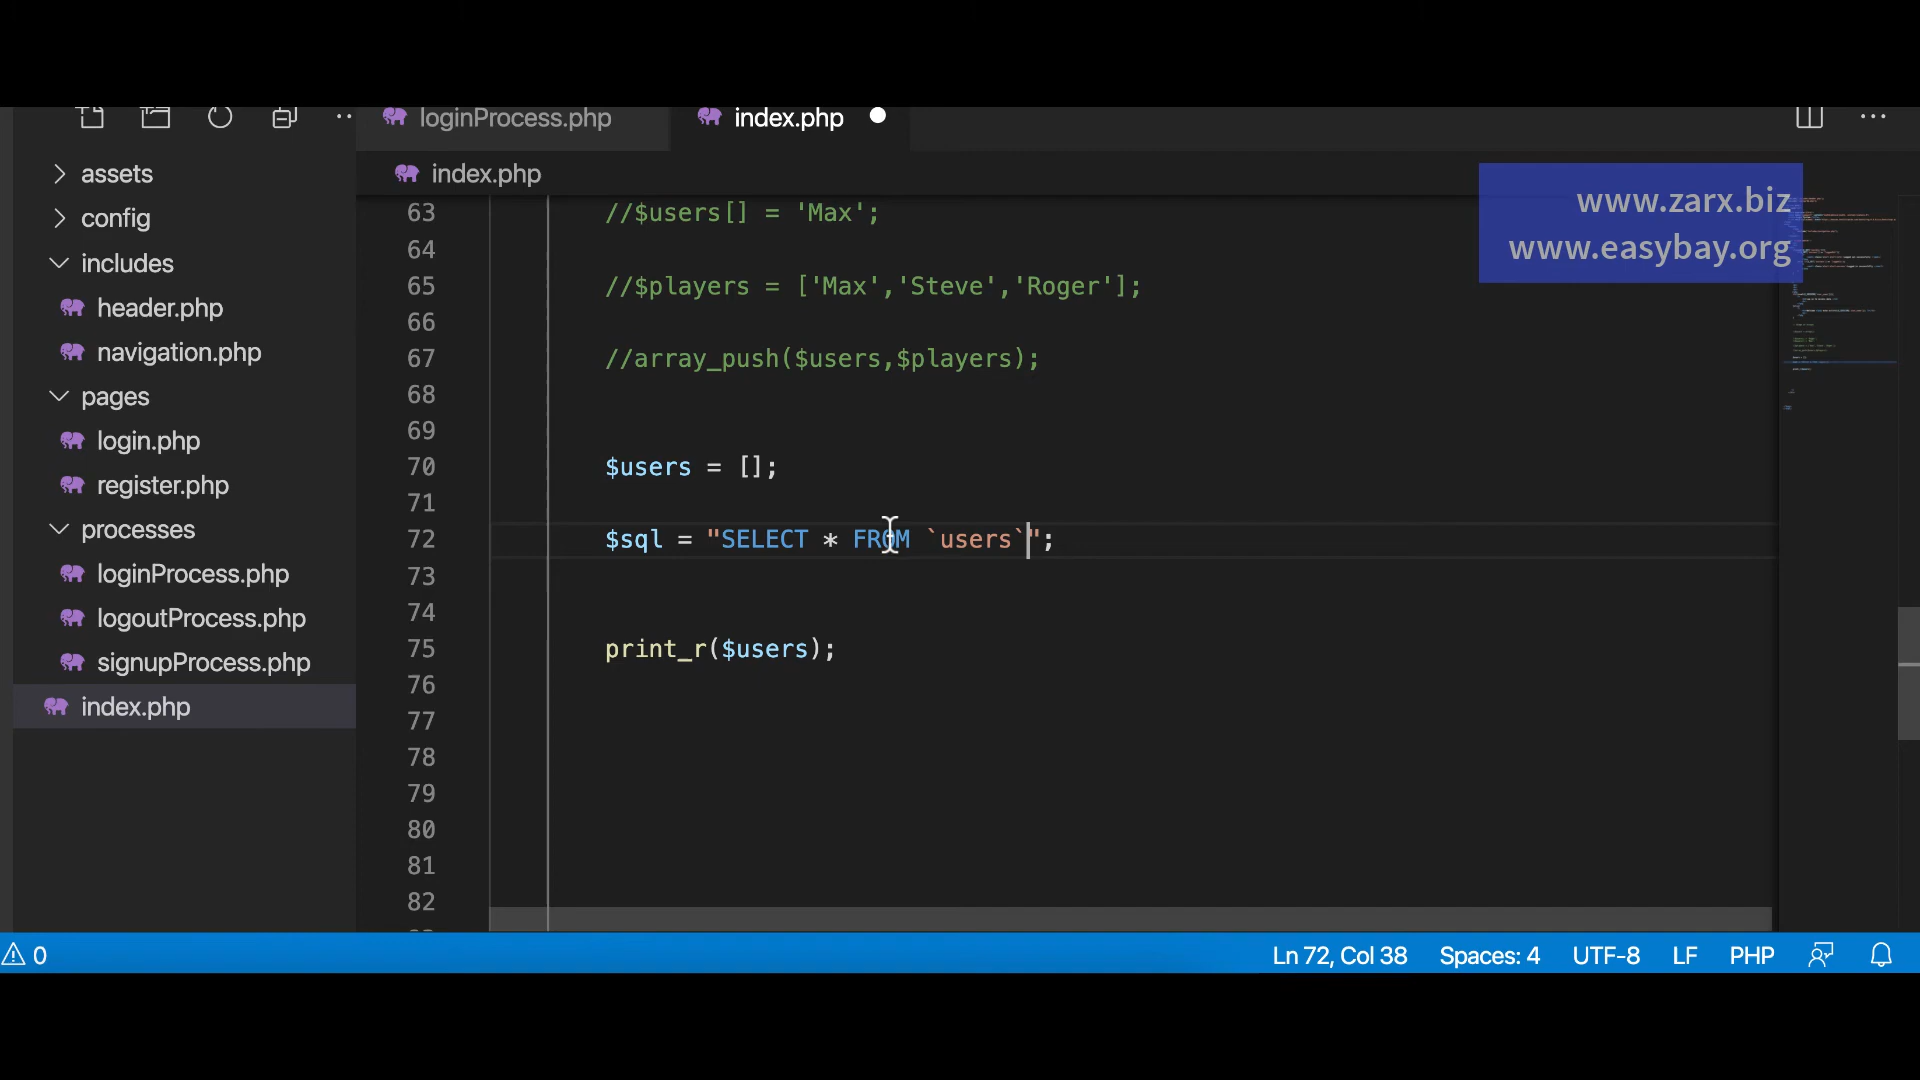 loginProcess.php
index.php
index.php
www.zarx.biz
www.easybay.org
assets
config
includes
header.php
navigation.php
pages
login.php
register.php
processes
loginProcess.php
logoutProcess.php
signupProcess.php
index.php
63 //$users[] = 'Max';
64
65 //$players = ['Max','Steve','Roger'];
66
67 //array_push($users,$players);
68
69
70 $users = [];
71
72 $sql = "SELECT * FROM `users`";
73
74
75 print_r($users);
76
77
78
79
80
81
82
0
Ln 72, Col 38
Spaces: 4
UTF-8
LF
PHP